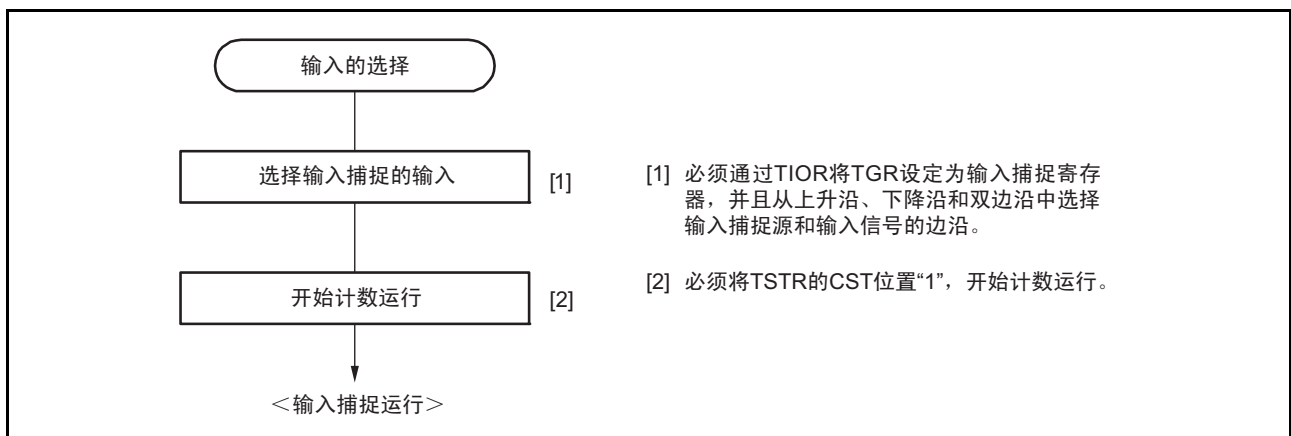 输入的选择
选择输入捕捉的输入
[1]
[1] 必须通过TIOR将TGR设定为输入捕捉寄存
器，并且从上升沿、下降沿和双边沿中选择
输入捕捉源和输入信号的边沿。
开始计数运行
[2]
[2] 必须将TSTR的CST位置“1”，开始计数运行。
＜输入捕捉运行＞